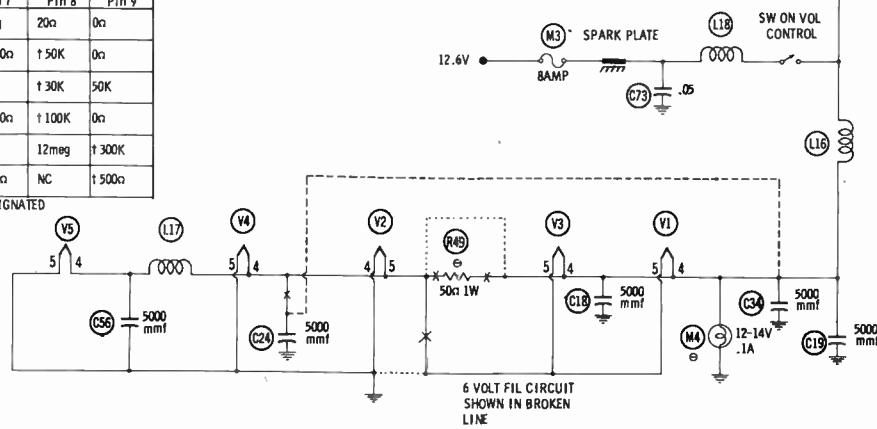 Pin 8 Pin 9
20Ω 0Ω
0Ω †50K 0Ω
†30K 50K
0Ω †100K 0Ω
12meg †300K
Ω NC †500Ω
IGNATED
12.6V
M3
8AMP
SPARK PLATE
C73
.05
L18
SW ON VOL
CONTROL
L16
V5
L17
V4
V2
R49
V3
V1
5 4
5 4
4 5
5 4
5 4
50Ω 1W
C56
5000
mmf
C24
5000
mmf
C18
5000
mmf
M4
12-14V
.1A
C34
5000
mmf
C19
5000
mmf
6 VOLT FIL CIRCUIT
SHOWN IN BROKEN
LINE